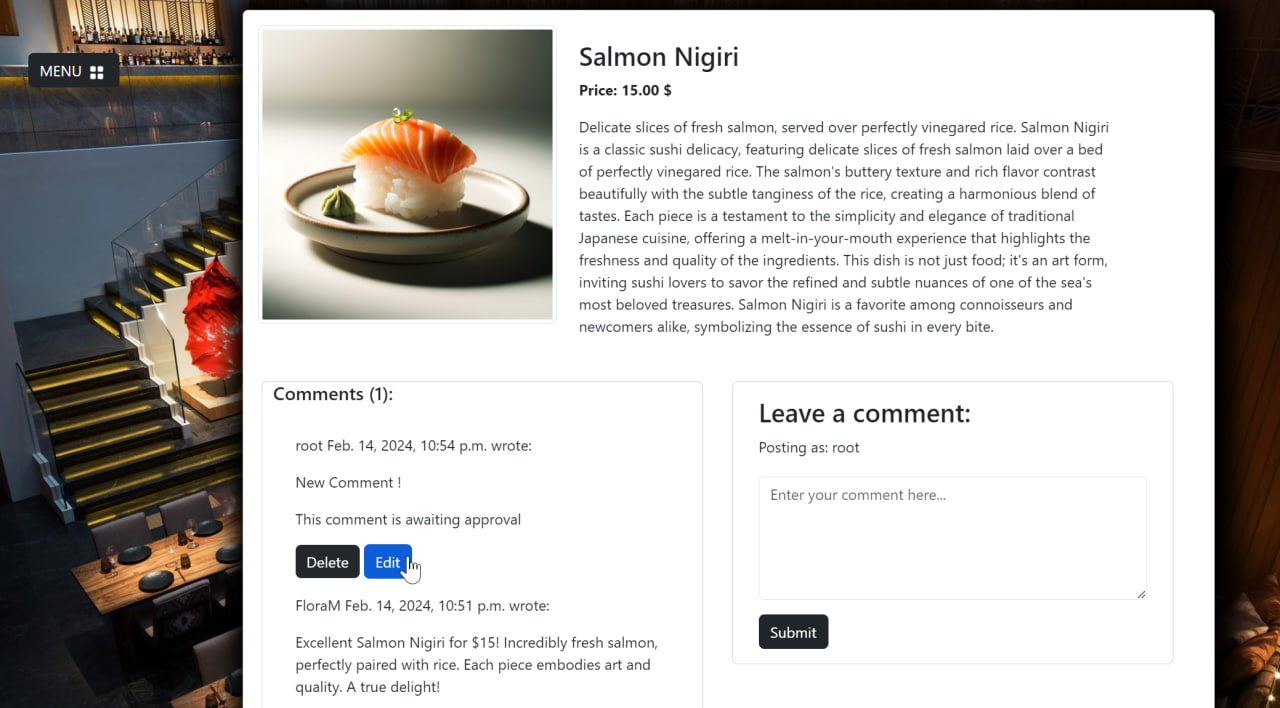 MENU
Salmon Nigiri
Price: 15.00 $
Delicate slices of fresh salmon, served over perfectly vinegared rice. Salmon Nigiri
is a classic sushi delicacy, featuring delicate slices of fresh salmon laid over a bed
of perfectly vinegared rice. The salmon's buttery texture and rich flavor contrast
beautifully with the subtle tanginess of the rice, creating a harmonious blend of
tastes. Each piece is a testament to the simplicity and elegance of traditional
Japanese cuisine, offering a melt-in-your-mouth experience that highlights the
freshness and quality of the ingredients. This dish is not just food; it's an art form,
inviting sushi lovers to savor the refined and subtle nuances of one of the sea's
most beloved treasures. Salmon Nigiri is a favorite among connoisseurs and
newcomers alike, symbolizing the essence of sushi in every bite.
Comments (1):
root Feb. 14, 2024, 10:54 p.m. wrote:
New Comment !
This comment is awaiting approval
Delete Edit
FloraM Feb. 14, 2024, 10:51 p.m. wrote:
Excellent Salmon Nigiri for $15! Incredibly fresh salmon,
perfectly paired with rice. Each piece embodies art and
quality. A true delight!
Leave a comment:
Posting as: root
Enter your comment here...
Submit